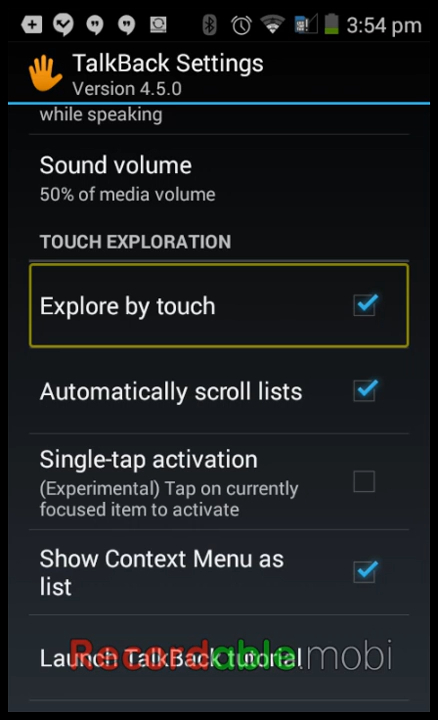 3:54 pm
TalkBack Settings
Version 4.5.0
while speaking
Sound volume
50% of media volume
TOUCH EXPLORATION
Explore by touch
Automatically scroll lists
Single-tap activation
(Experimental) Tap on currently
focused item to activate
Show Context Menu as
list
Launch TalkBack tutorial
Recordable.mobi